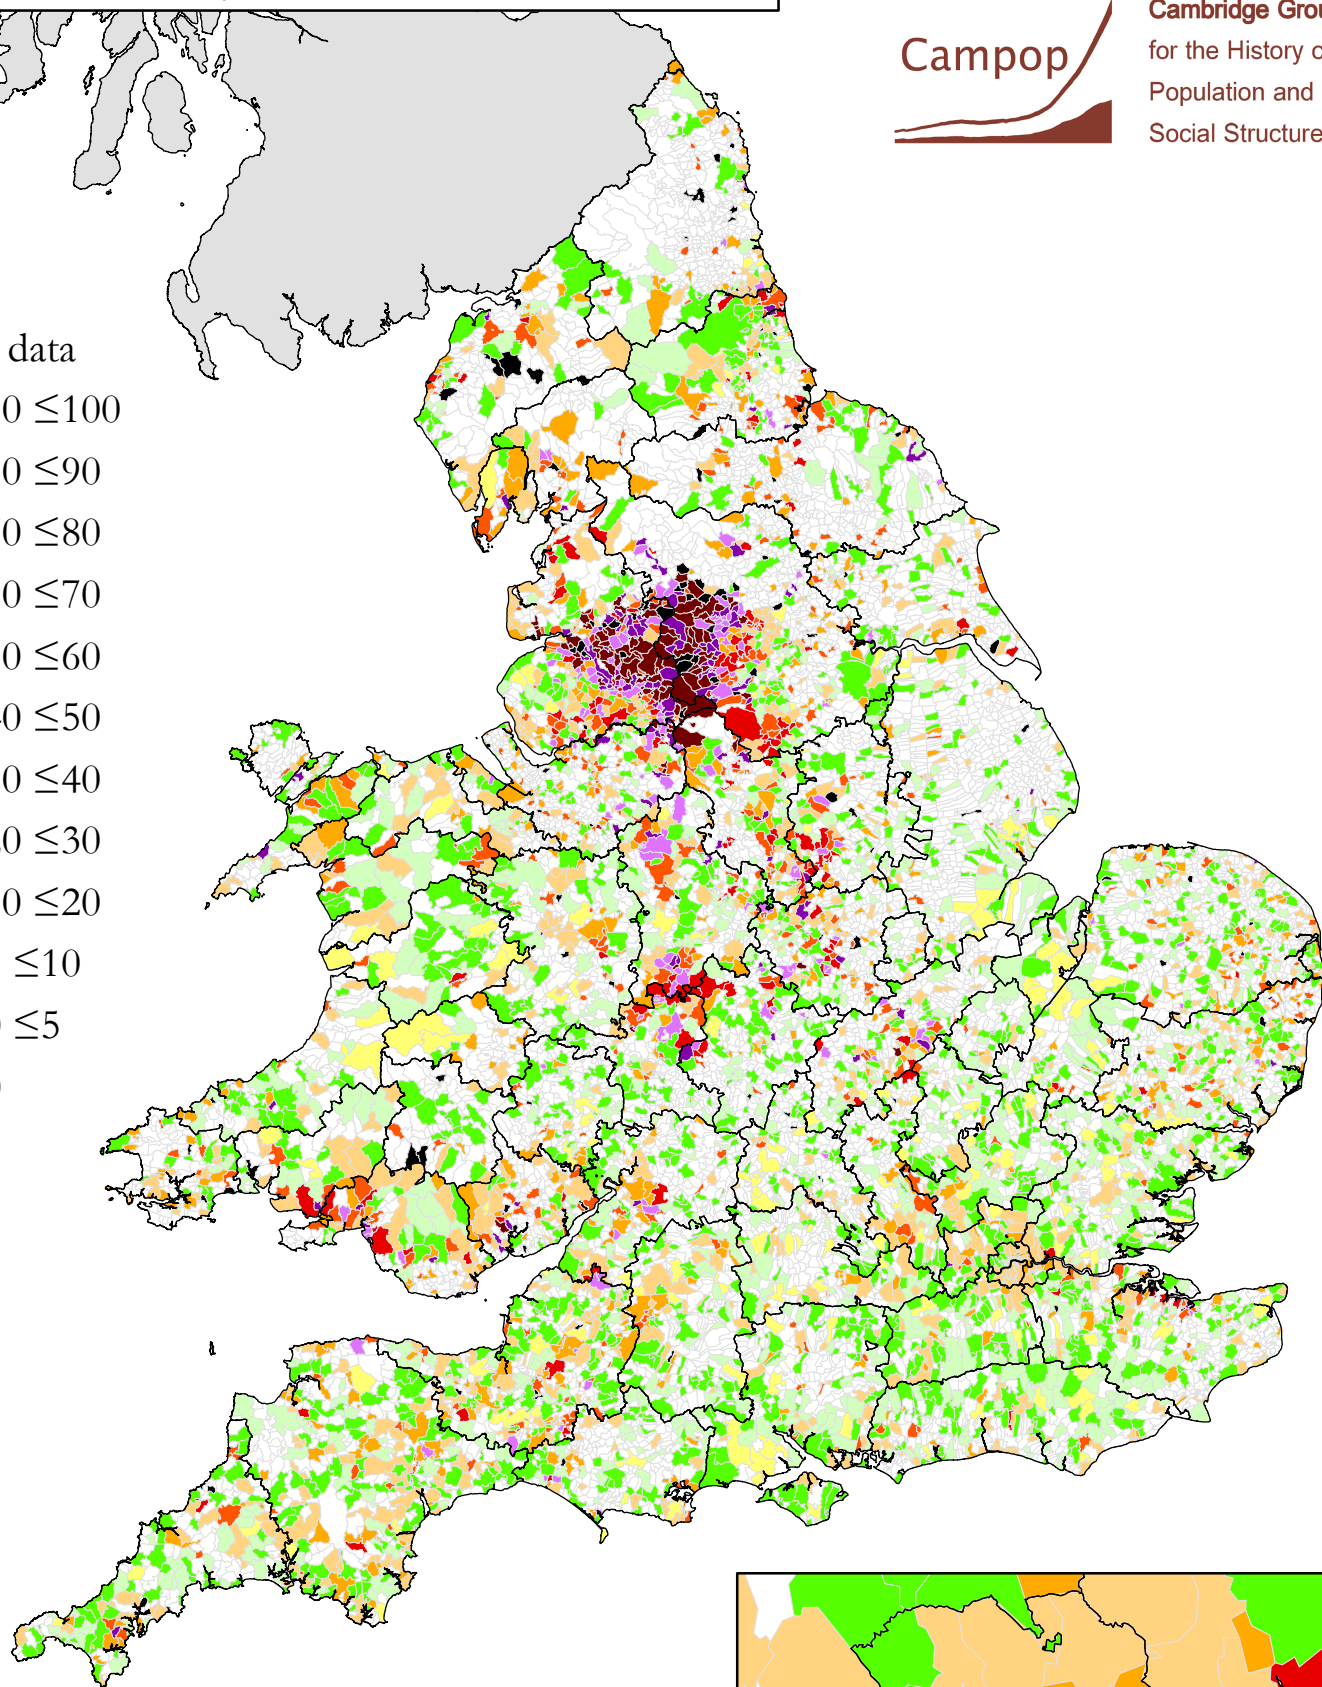 Cambridge Grou
Campop
for the History o
Population and
Social Structure
data
0 ≤100
0 ≤90
0 ≤80
0 ≤70
0 ≤60
0 ≤50
0 ≤40
0 ≤30
0 ≤20
≤10
≤5